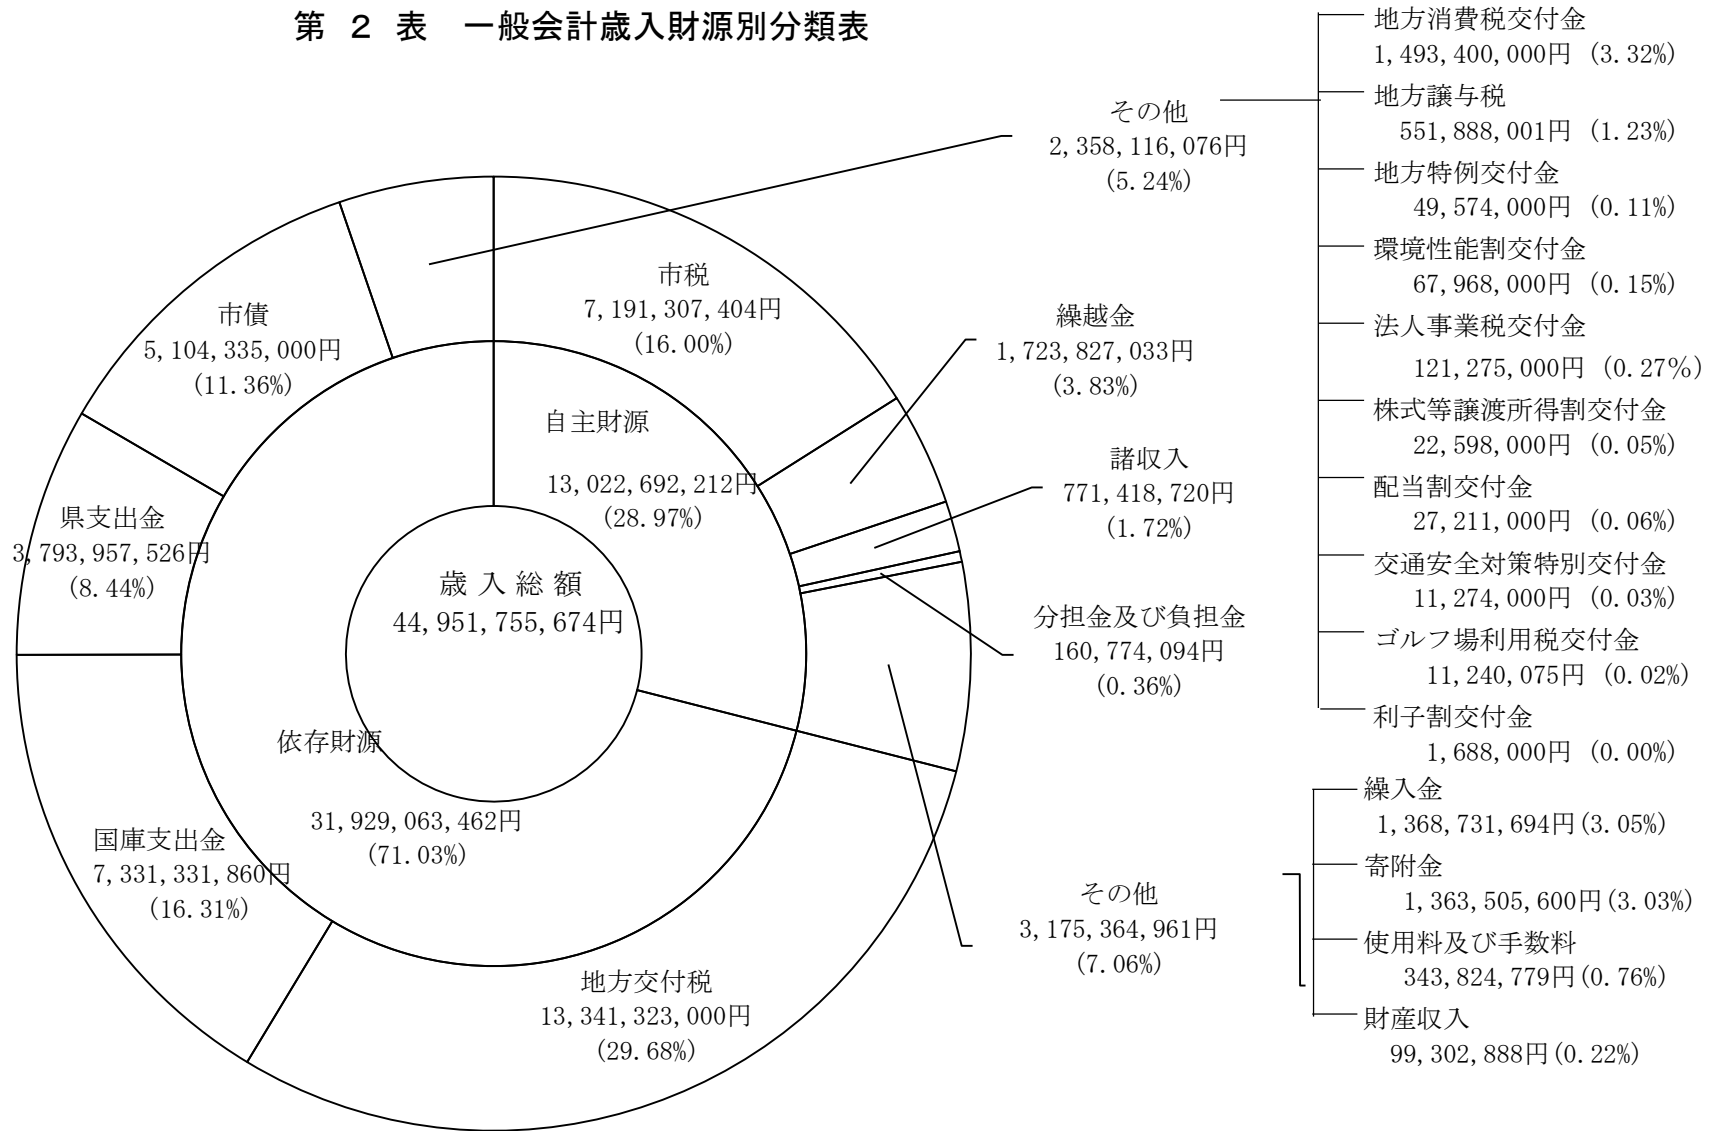 第 2 表 一般会計歳入財源別分類表
その他
2,358,116,076円
(5.24%)
地方消費税交付金
1,493,400,000円 (3.32%)
地方譲与税
551,888,001円 (1.23%)
地方特例交付金
49,574,000円 (0.11%)
環境性能割交付金
67,968,000円 (0.15%)
法人事業税交付金
121,275,000円 (0.27%)
株式等譲渡所得割交付金
22,598,000円 (0.05%)
配当割交付金
27,211,000円 (0.06%)
交通安全対策特別交付金
11,274,000円 (0.03%)
ゴルフ場利用税交付金
11,240,075円 (0.02%)
利子割交付金
1,688,000円 (0.00%)
市税
7,191,307,404円
(16.00%)
繰越金
1,723,827,033円
(3.83%)
諸収入
771,418,720円
(1.72%)
分担金及び負担金
160,774,094円
(0.36%)
その他
3,175,364,961円
(7.06%)
繰入金
1,368,731,694円(3.05%)
寄附金
1,363,505,600円(3.03%)
使用料及び手数料
343,824,779円(0.76%)
財産収入
99,302,888円(0.22%)
市債
5,104,335,000円
(11.36%)
県支出金
3,793,957,526円
(8.44%)
国庫支出金
7,331,331,860円
(16.31%)
地方交付税
13,341,323,000円
(29.68%)
自主財源
13,022,692,212円
(28.97%)
歳入総額
44,951,755,674円
依存財源
31,929,063,462円
(71.03%)